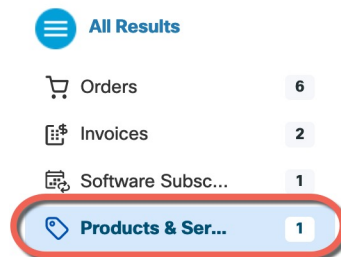 All Results
Orders 6
Invoices 2
Software Subsc... 1
Products & Ser... 1